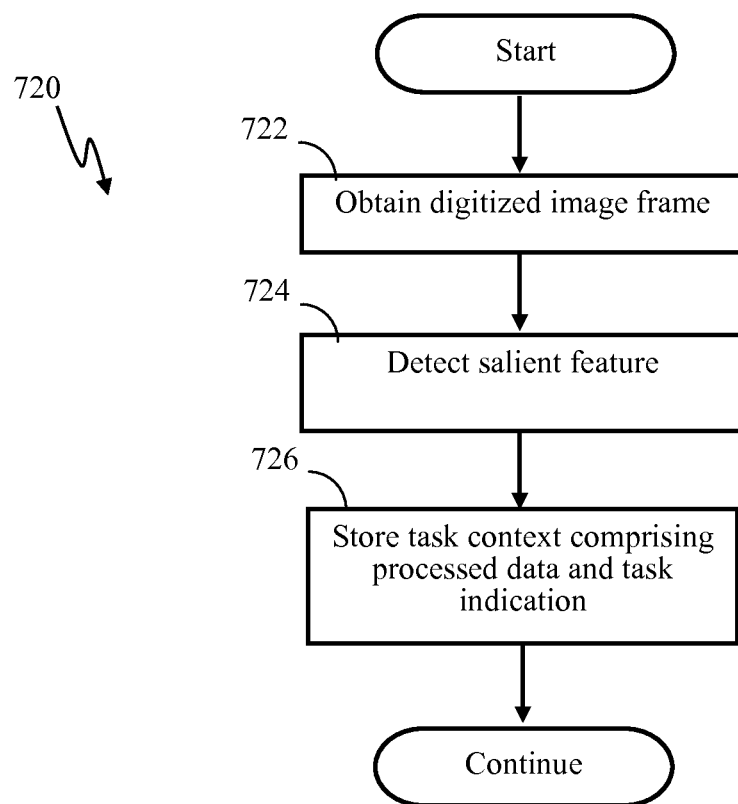 Start
720
722
Obtain digitized image frame
724
Detect salient feature
726
Store task context comprising
processed data and task
indication
Continue